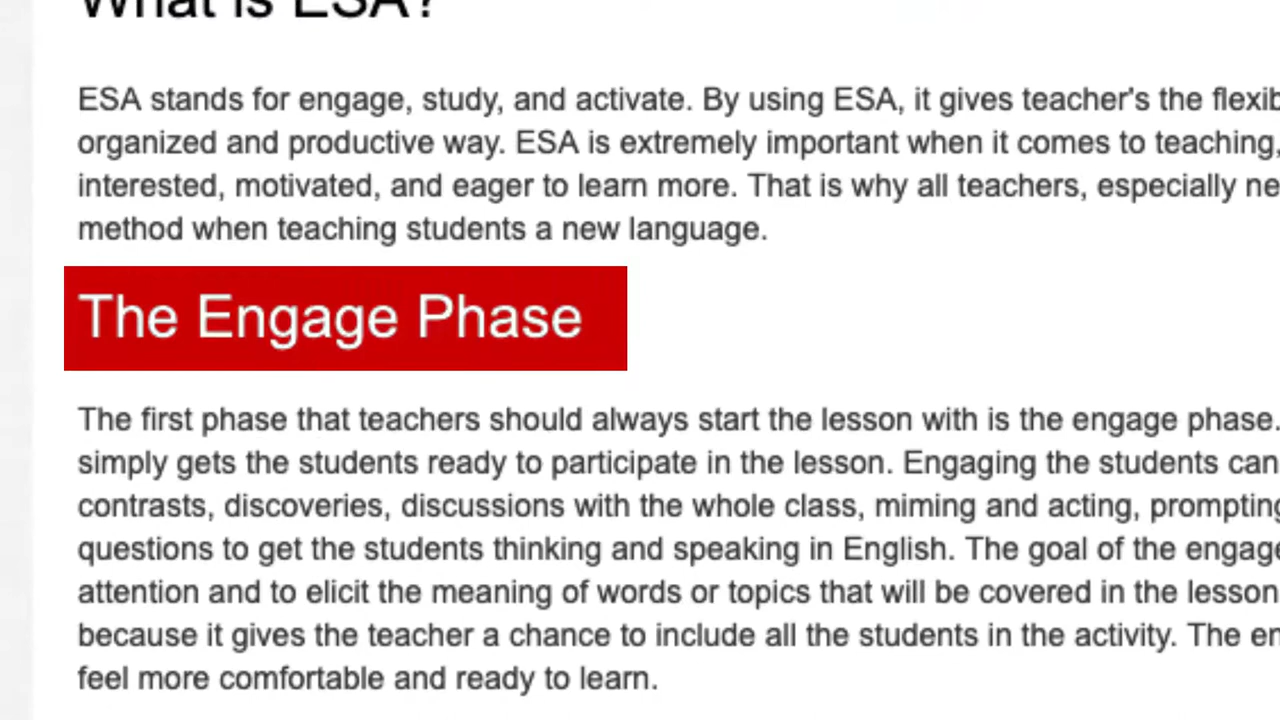 What is ESA?
ESA stands for engage, study, and activate. By using ESA, it gives teacher's the
organized and productive way. ESA is extremely important when it comes to teaching,
interested, motivated, and eager to learn more. That is why all teachers, especially
method when teaching students a new language.
The Engage Phase
The first phase that teachers should always start the lesson with is the engage phase.
simply gets the students ready to participate in the lesson. Engaging the students can
contrasts, discoveries, discussions with the whole class, miming and acting, prompting
questions to get the students thinking and speaking in English. The goal of the engage
attention and to elicit the meaning of words or topics that will be covered in the lesson
because it gives the teacher a chance to include all the students in the activity. The
feel more comfortable and ready to learn.